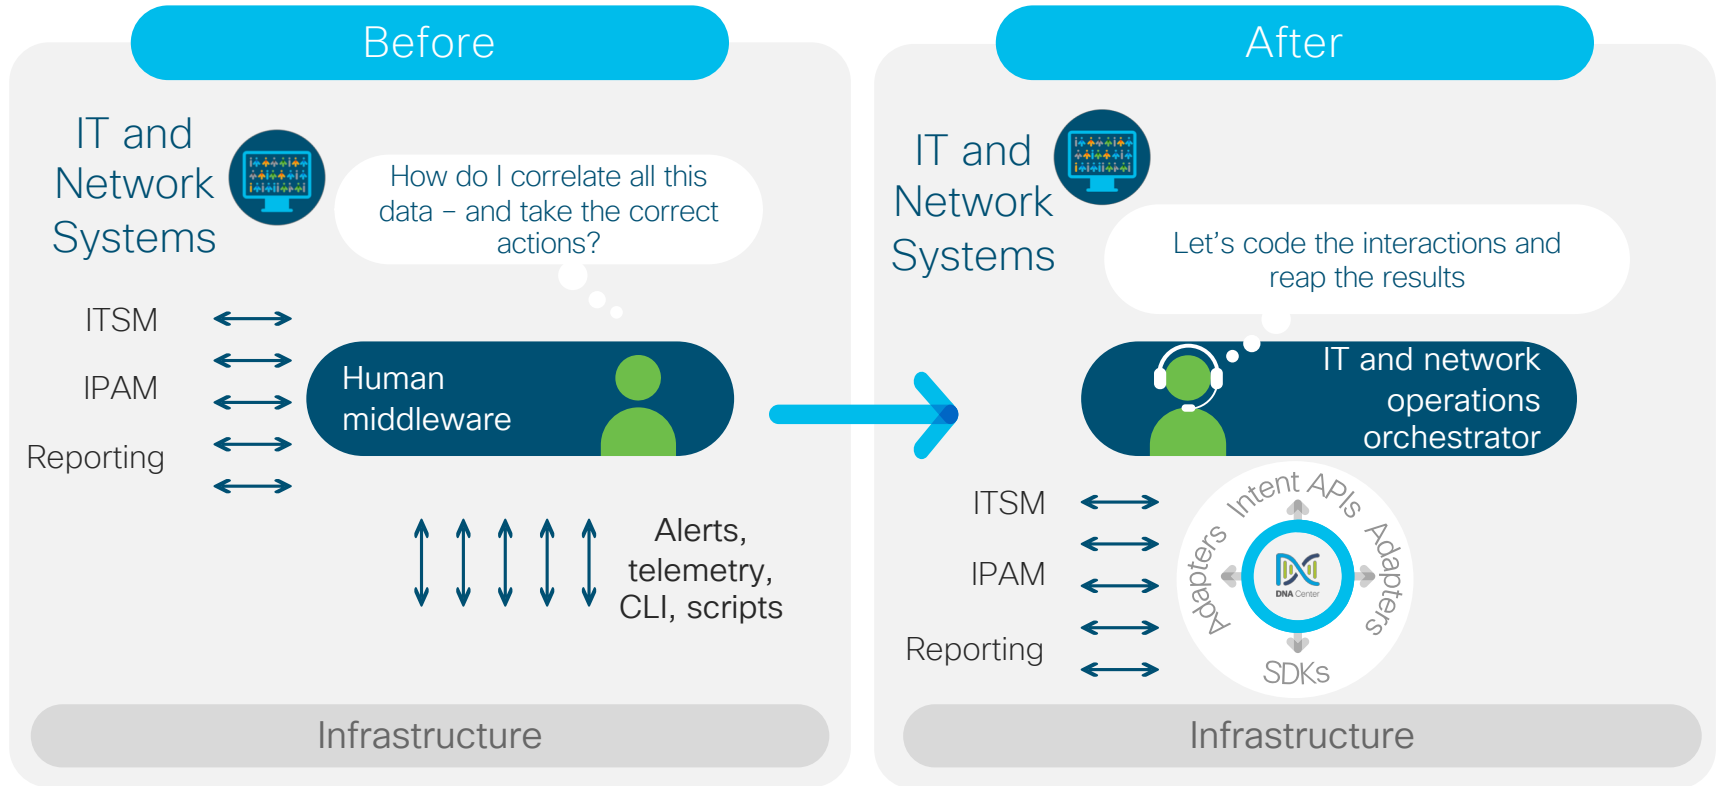 Before
IT and
Network
Systems
How do I correlate all this
data – and take the correct
actions?
ITSM
IPAM
Reporting
Human
middleware
Alerts,
telemetry,
CLI, scripts
Infrastructure
After
IT and
Network
Systems
Let's code the interactions and
reap the results
IT and network
operations
orchestrator
ITSM
IPAM
Reporting
Intent APIs
Adapters
Adapters
DNA Center
SDKs
Infrastructure